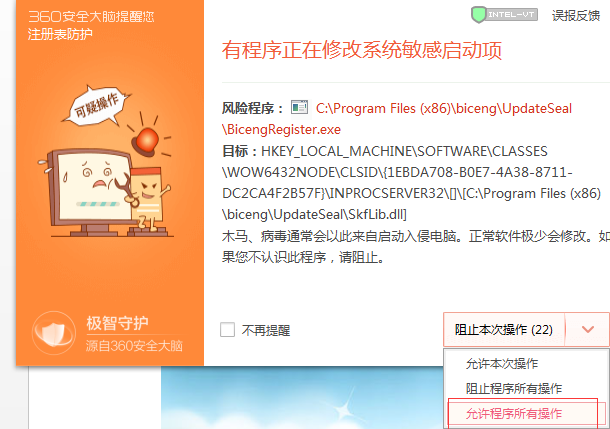 360安全大脑提醒您
注册表防护
INTEL-VT
误报反馈
有程序正在修改系统敏感启动项
可疑操作
风险程序： C:\Program Files (x86)\biceng\UpdateSeal
\BicengRegister.exe
目标：HKEY_LOCAL_MACHINE\SOFTWARE\CLASSES
\WOW6432NODE\CLSID\{1EBDA708-B0E7-4A38-8711-
DC2CA4F2B57F}\INPROCSERVER32\[]\[C:\Program Files (x86)
\biceng\UpdateSeal\SkfLib.dll]
木马、病毒通常会以此来自启动入侵电脑。正常软件极少会修改。如
果您不认识此程序，请阻止。
极智守护
源自360安全大脑
不再提醒
阻止本次操作 (22)
允许本次操作
阻止程序所有操作
允许程序所有操作